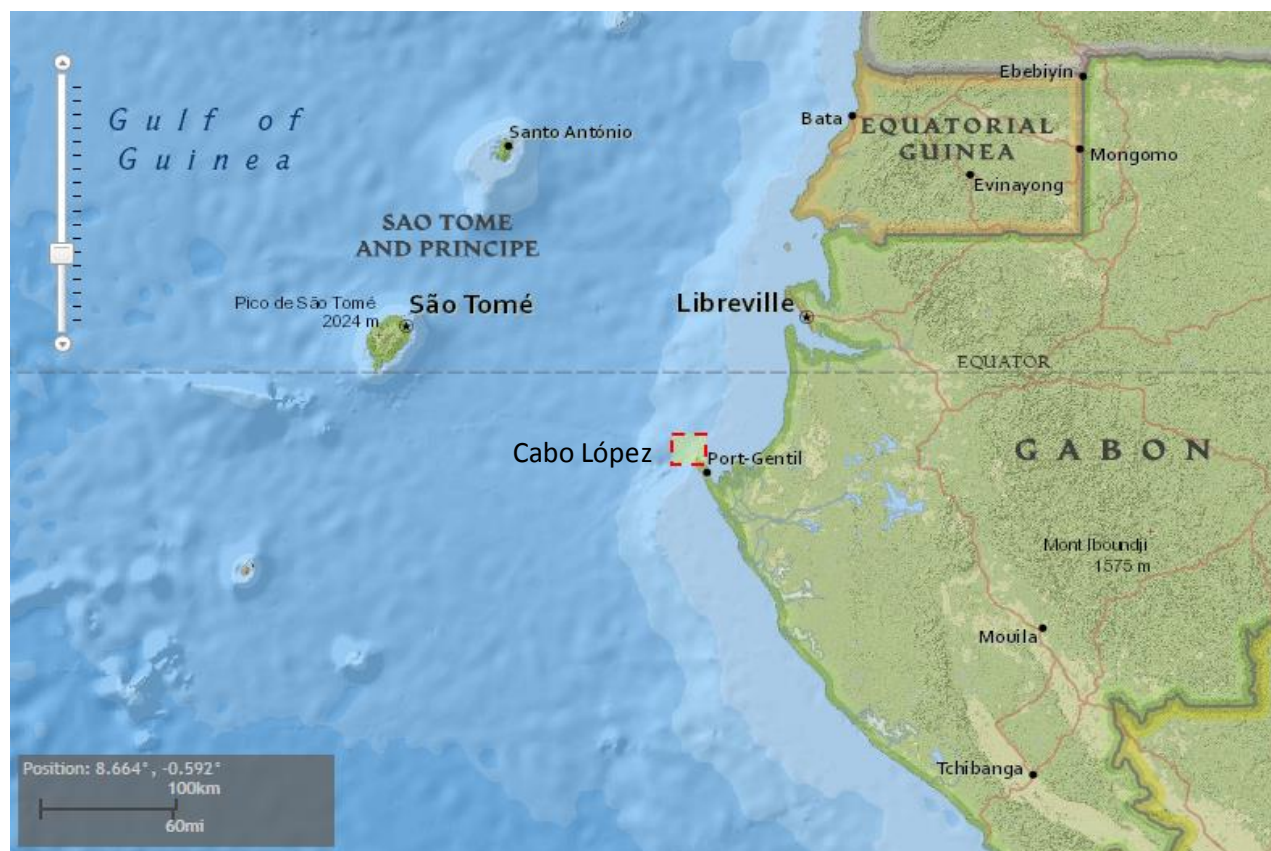 Ebebiyín
Gulf of
Guinea
Santo António
Bata
EQUATORIAL
GUINEA
Mongomo
Evinayong
SAO TOME
AND PRINCIPE
Pico de São Tomé
2024 m
São Tomé
Libreville
EQUATOR
Cabo López
Port-Gentil
GABON
Mont Iboundji
1575 m
Mouila
Tchibanga
Position: 8.664°, -0.592°
100km
60mi